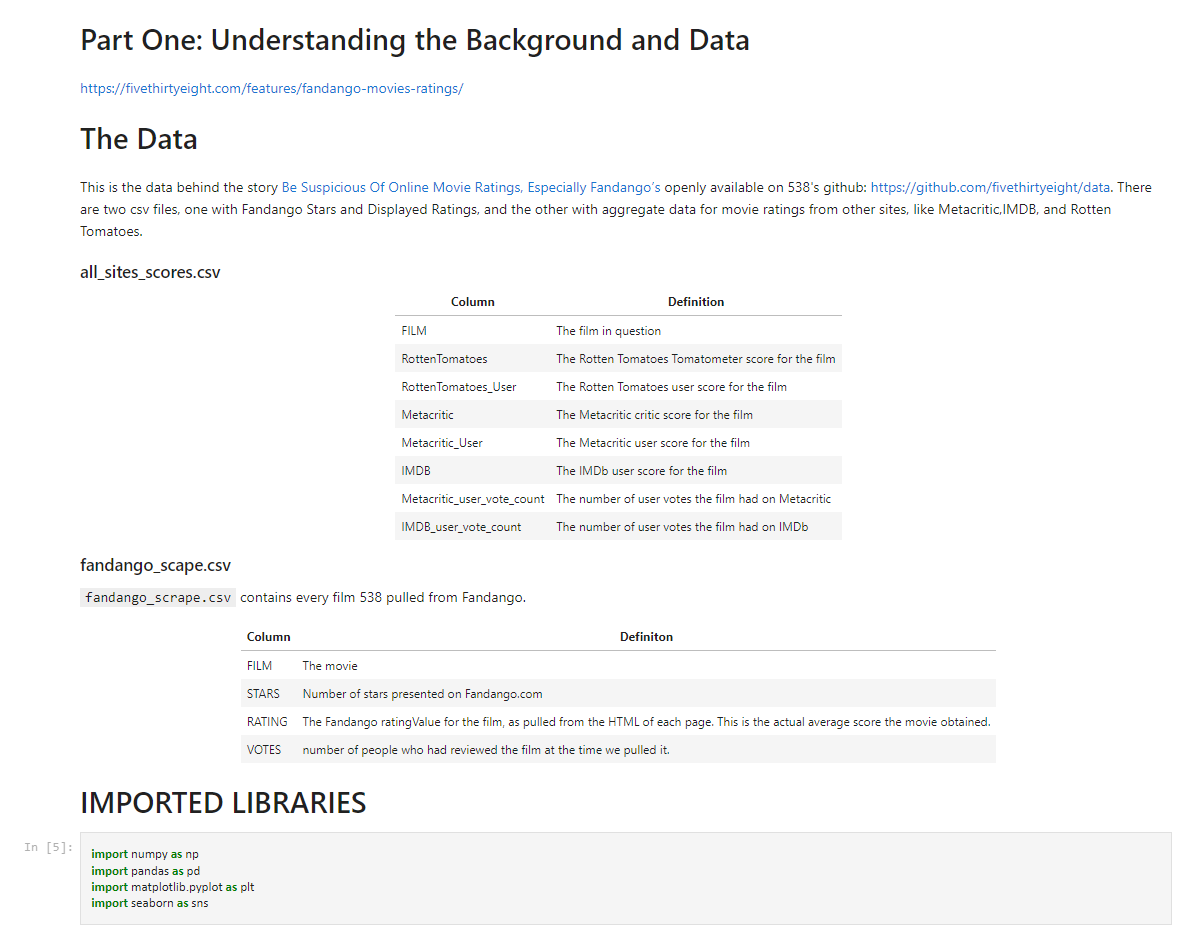 Part One: Understanding the Background and Data
https://fivethirtyeight.com/features/fandango-movies-ratings/
The Data
This is the data behind the story Be Suspicious Of Online Movie Ratings, Especially Fandango's openly available on 538's github: https://github.com/fivethirtyeight/data. There
are two csv files, one with Fandango Stars and Displayed Ratings, and the other with aggregate data for movie ratings from other sites, like Metacritic,IMDB, and Rotten
Tomatoes.
all_sites_scores.csv
Column Definition
FILM The film in question
RottenTomatoes The Rotten Tomatoes Tomatometer score for the film
RottenTomatoes_User The Rotten Tomatoes user score for the film
Metacritic The Metacritic critic score for the film
Metacritic_User The Metacritic user score for the film
IMDB The IMDb user score for the film
Metacritic_user_vote_count The number of user votes the film had on Metacritic
IMDB_user_vote_count The number of user votes the film had on IMDb
fandango_scape.csv
fandango_scrape.csv contains every film 538 pulled from Fandango.
Column Definiton
FILM The movie
STARS Number of stars presented on Fandango.com
RATING The Fandango ratingValue for the film, as pulled from the HTML of each page. This is the actual average score the movie obtained.
VOTES number of people who had reviewed the film at the time we pulled it.
IMPORTED LIBRARIES
In [5]:
import numpy as np
import pandas as pd
import matplotlib.pyplot as plt
import seaborn as sns